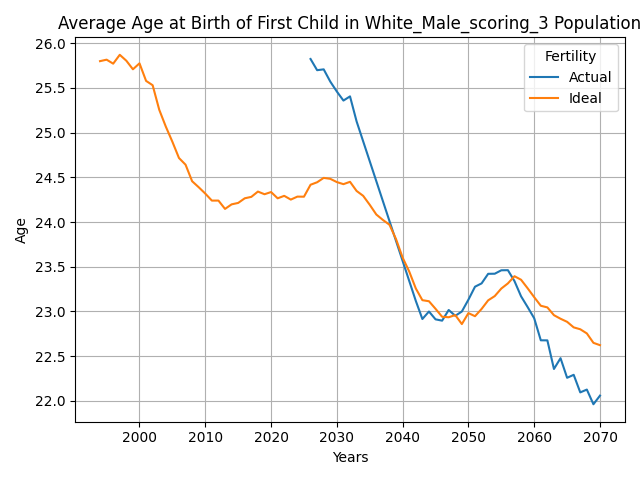 Average Age at Birth of First Child in White_Male_scoring_3 Population
Fertility
Actual
Ideal
26.0
25.5
25.0
24.5
24.0
23.5
23.0
22.5
22.0
Age
2000 2010 2020 2030 2040 2050 2060 2070
Years